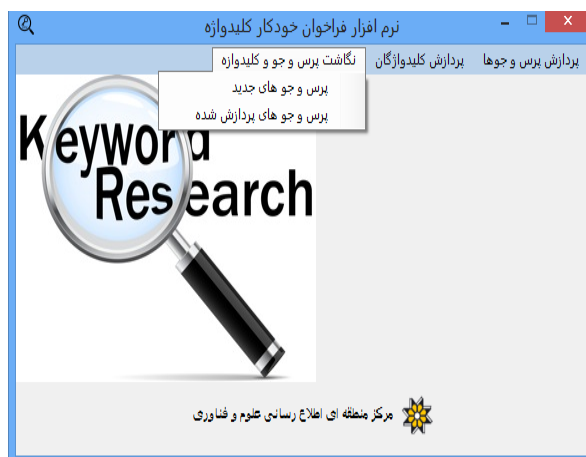 نرم افزار فراخوان خودکار کلیدواژه
پردازش پرس و جوها
پردازش کلیدواژگان
نگاشت پرس و جو و کلیدوازه
پرس و جو های جدید
پرس و جو های پردازش شده
Keyword
Research
مرکز منطقه ای اطلاع رسانی علوم و فناوری